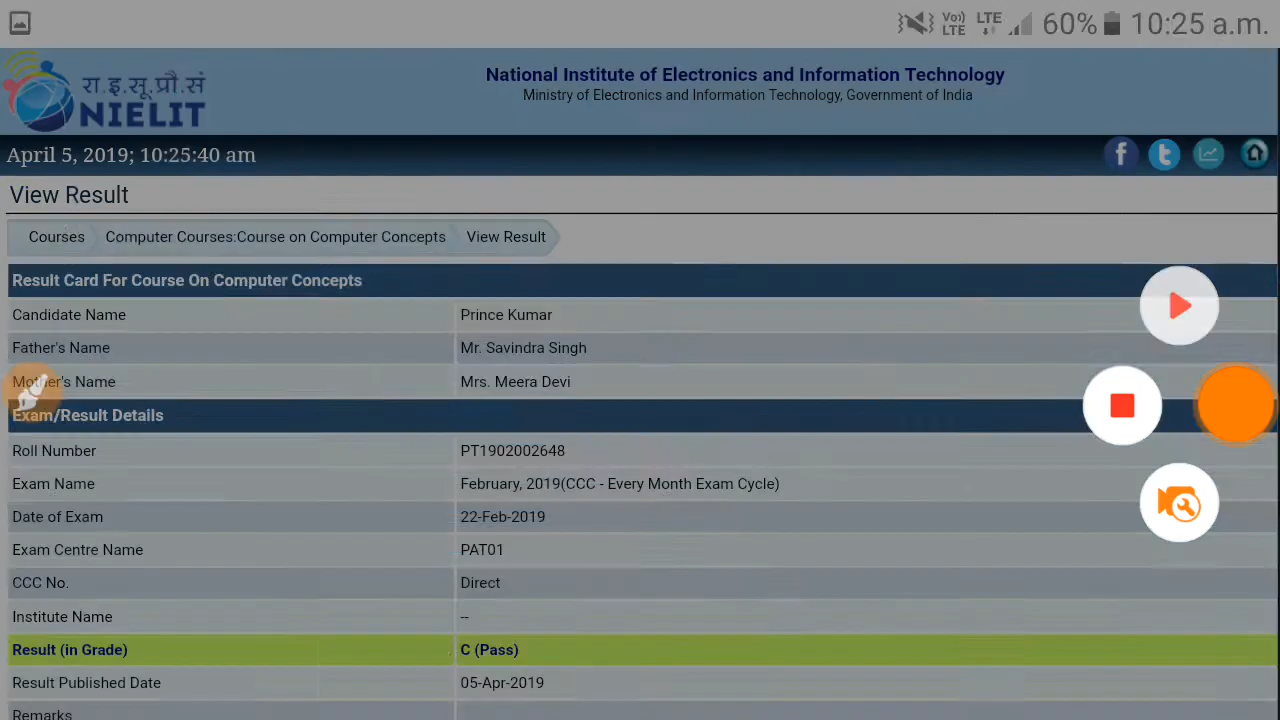 Vo)) LTE LTE 60% 10:25 a.m.
रा.इ.सू.प्रौ.सं
NIELIT
National Institute of Electronics and Information Technology
Ministry of Electronics and Information Technology, Government of India
April 5, 2019; 10:25:40 am
View Result
Courses Computer Courses:Course on Computer Concepts View Result
Result Card For Course On Computer Concepts
Candidate Name Prince Kumar
Father's Name Mr. Savindra Singh
Mother's Name Mrs. Meera Devi
Exam/Result Details
Roll Number PT1902002648
Exam Name February, 2019(CCC - Every Month Exam Cycle)
Date of Exam 22-Feb-2019
Exam Centre Name PAT01
CCC No. Direct
Institute Name --
Result (in Grade) C (Pass)
Result Published Date 05-Apr-2019
Remarks